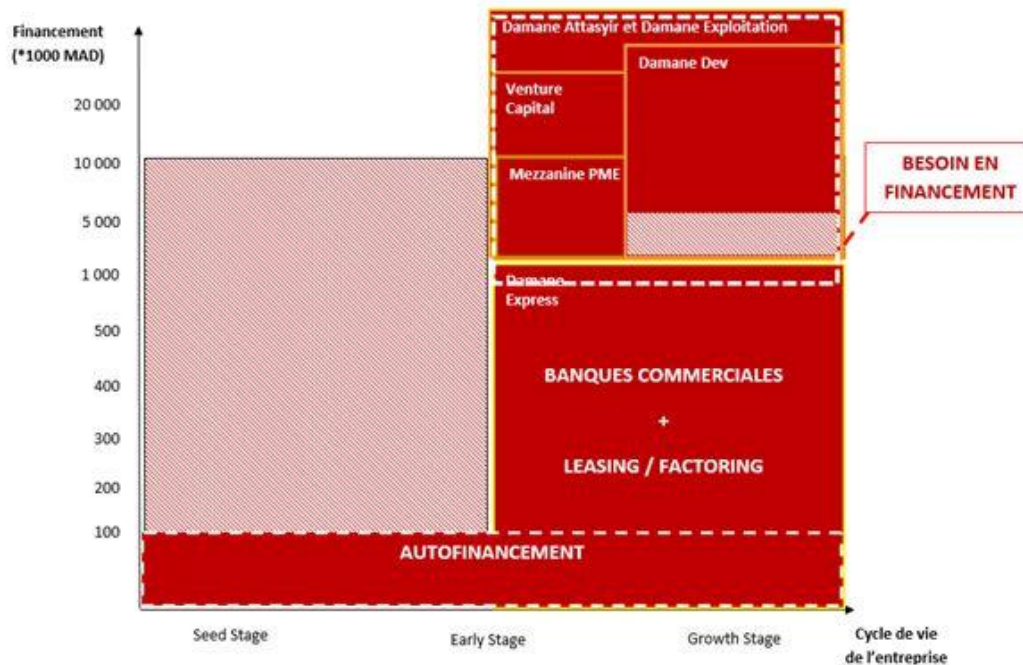 Financement
(*1000 MAD)
20 000
10 000
5 000
1 000
500
400
300
200
100
Damane Attasyir et Damane Exploitation
Venture
Capital
Damane Dev
Mezzanine PME
BESOIN EN
FINANCEMENT
Damane
Express
BANQUES COMMERCIALES
+
LEASING / FACTORING
AUTOFINANCEMENT
Seed Stage
Early Stage
Growth Stage
Cycle de vie
de l'entreprise